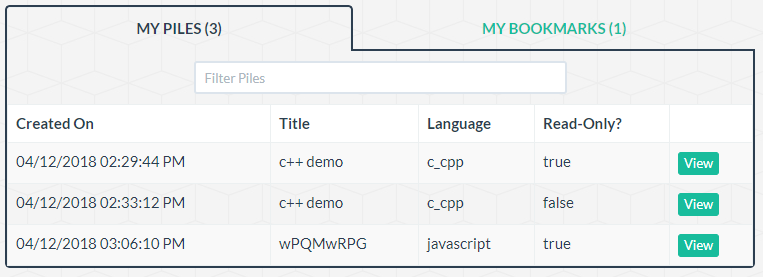 MY PILES (3) MY BOOKMARKS (1)
Filter Piles
Created On Title Language Read-Only?
04/12/2018 02:29:44 PM c++ demo c_cpp true View
04/12/2018 02:33:12 PM c++ demo c_cpp false View
04/12/2018 03:06:10 PM wPQMwRPG javascript true View